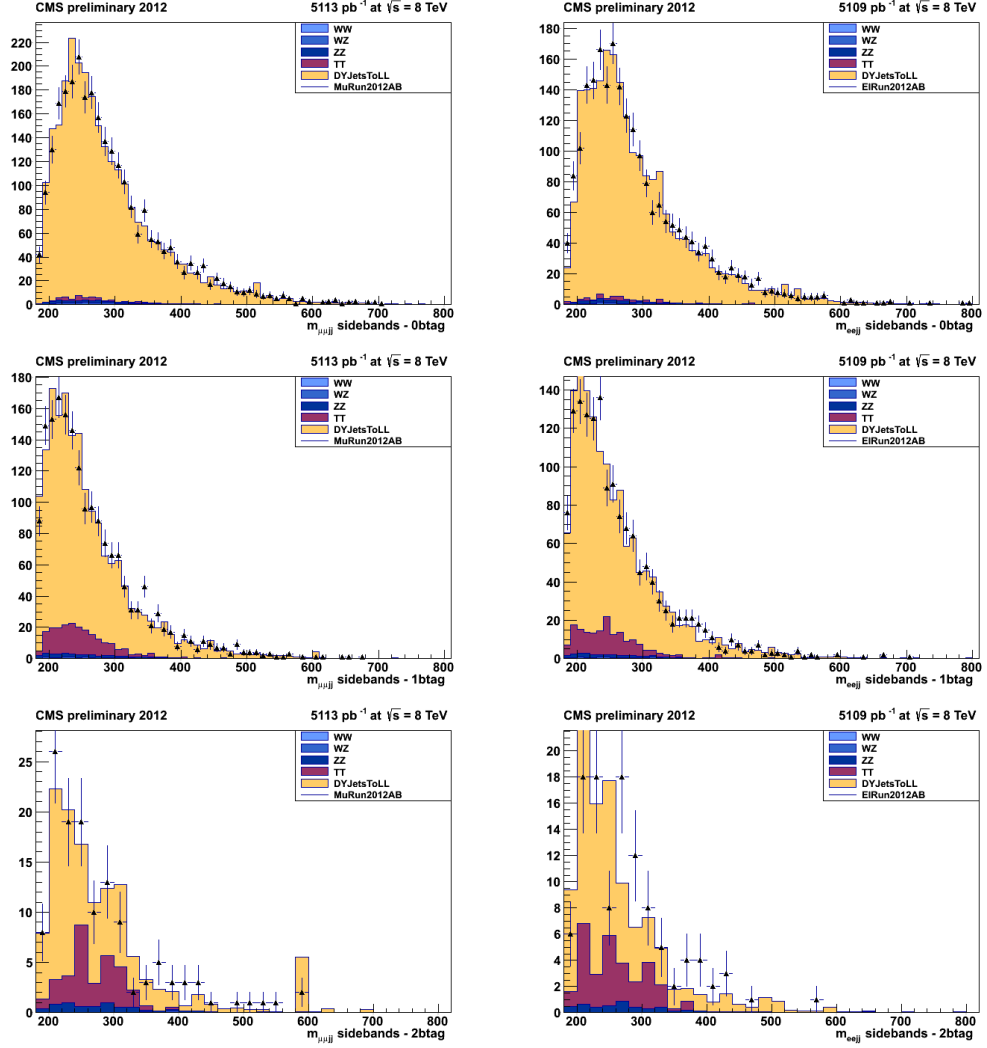 CMS preliminary 2012 5113 pb -1 at √s = 8 TeV
WW
WZ
ZZ
TT
DYJetsToLL
MuRun2012AB
220
200
180
160
140
120
100
80
60
40
20
0
200 300 400 500 600 700 800
mμμjj sidebands - 0btag
CMS preliminary 2012 5109 pb -1 at √s = 8 TeV
WW
WZ
ZZ
TT
DYJetsToLL
ElRun2012AB
180
160
140
120
100
80
60
40
20
0
200 300 400 500 600 700 800
meejj sidebands - 0btag
CMS preliminary 2012 5113 pb -1 at √s = 8 TeV
WW
WZ
ZZ
TT
DYJetsToLL
MuRun2012AB
180
160
140
120
100
80
60
40
20
0
200 300 400 500 600 700 800
mμμjj sidebands - 1btag
CMS preliminary 2012 5109 pb -1 at √s = 8 TeV
WW
WZ
ZZ
TT
DYJetsToLL
ElRun2012AB
140
120
100
80
60
40
20
0
200 300 400 500 600 700 800
meejj sidebands - 1btag
CMS preliminary 2012 5113 pb -1 at √s = 8 TeV
WW
WZ
ZZ
TT
DYJetsToLL
MuRun2012AB
25
20
15
10
5
0
200 300 400 500 600 700 800
mμμjj sidebands - 2btag
CMS preliminary 2012 5109 pb -1 at √s = 8 TeV
WW
WZ
ZZ
TT
DYJetsToLL
ElRun2012AB
20
18
16
14
12
10
8
6
4
2
0
200 300 400 500 600 700 800
meejj sidebands - 2btag